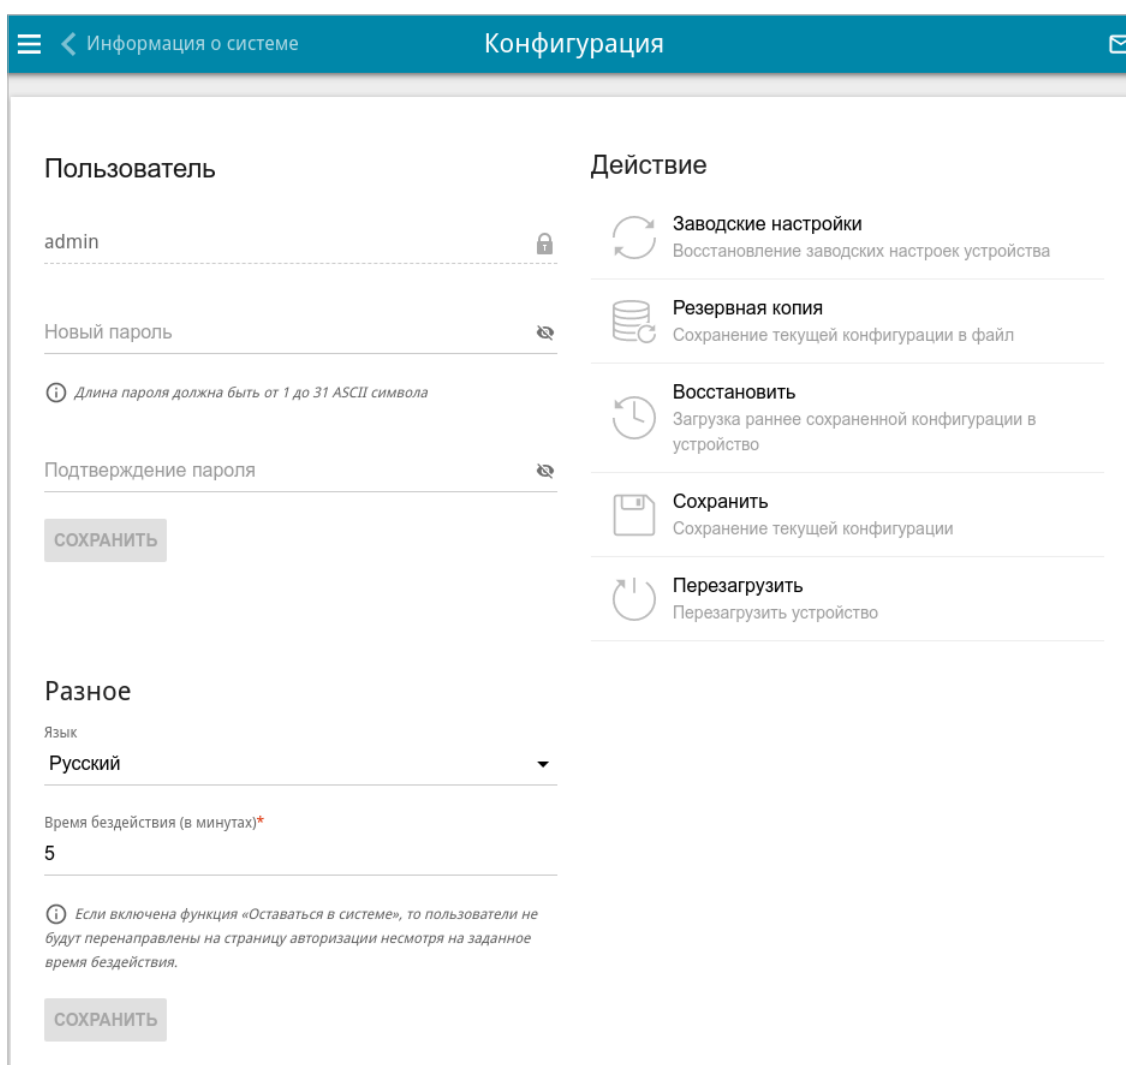 Информация о системе
Конфигурация
Пользователь
admin
Новый пароль
Длина пароля должна быть от 1 до 31 ASCII символа
Подтверждение пароля
СОХРАНИТЬ
Действие
Заводские настройки
Восстановление заводских настроек устройства
Резервная копия
Сохранение текущей конфигурации в файл
Восстановить
Загрузка раннее сохраненной конфигурации в
устройство
Сохранить
Сохранение текущей конфигурации
Перезагрузить
Перезагрузить устройство
Разное
Язык
Русский
Время бездействия (в минутах)*
5
Если включена функция «Оставаться в системе», то пользователи не
будут перенаправлены на страницу авторизации несмотря на заданное
время бездействия.
СОХРАНИТЬ